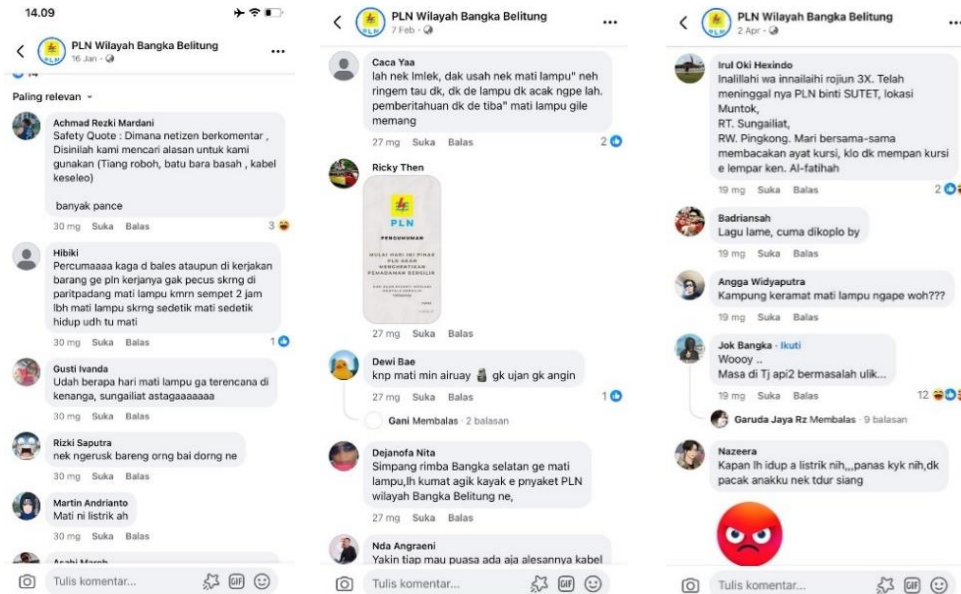 14.09
PLN Wilayah Bangka Belitung
16 Jan
14
Paling relevan
Achmad Rezki Mardani
Safety Quote : Dimana netizen berkomentar ,
Disinilah kami mencari alasan untuk kami
gunakan (Tiang roboh, batu bara basah , kabel
keseleo)
banyak pance
30 mg Suka Balas 3
Hibiki
Percumaaaa kaga d bales ataupun di kerjakan
barang ge pln kerjanya gak pecus skrng di
paritpadang mati lampu kmrn sempet 2 jam
lbh mati lampu skrng sedetik mati sedetik
hidup udh tu mati
30 mg Suka Balas 1
Gusti Ivanda
Udah berapa hari mati lampu ga terencana di
kenanga, sungailiat astagaaaaaaa
30 mg Suka Balas
Rizki Saputra
nek ngerusk bareng orng bai dorng ne
30 mg Suka Balas
Martin Andrianto
Mati ni listrik ah
30 mg Suka Balas
Tulis komentar...
GIF
PLN Wilayah Bangka Belitung
7 Feb
Caca Yaa
lah nek Imlek, dak usah nek mati lampu" neh
ringem tau dk, dk de lampu dk acak ngpe lah.
pemberitahuan dk de tiba" mati lampu gile
memang
27 mg Suka Balas 2
Ricky Then
PLN
PENGUMUMAN
MULAI HARI INI PIHAK
PLN AKAN
MENGHENTIKAN
PEMADAMAN BERGILIR
27 mg Suka Balas
Dewi Bae
knp mati min airuay gk ujan gk angin
27 mg Suka Balas 1
Gani Membalas · 2 balasan
Dejanofa Nita
Simpang rimba Bangka selatan ge mati
lampu,lh kumat agik kayak e pnyaket PLN
wilayah Bangka Belitung ne,
27 mg Suka Balas
Nda Angraeni
Yakin tiap mau puasa ada aja alesannya kabel
Tulis komentar...
GIF
PLN Wilayah Bangka Belitung
2 Apr
Irul Oki Hexindo
Inalillahi wa innailaihi rojiun 3X. Telah
meninggal nya PLN binti SUTET, lokasi
Muntok,
RT. Sungailiat,
RW. Pingkong. Mari bersama-sama
membacakan ayat kursi, klo dk mempan kursi
e lempar ken. Al-fatihah
19 mg Suka Balas 2
Badriansah
Lagu lame, cuma dikoplo by
19 mg Suka Balas
Angga Widyaputra
Kampung keramat mati lampu ngape woh???
19 mg Suka Balas
Jok Bangka · Ikuti
Woooy ..
Masa di Tj api2 bermasalah ulik...
19 mg Suka Balas 12
Garuda Jaya Rz Membalas · 9 balasan
Nazeera
Kapan lh idup a listrik nih,,,panas kyk nih,dk
pacak anakku nek tdur siang
Tulis komentar...
GIF